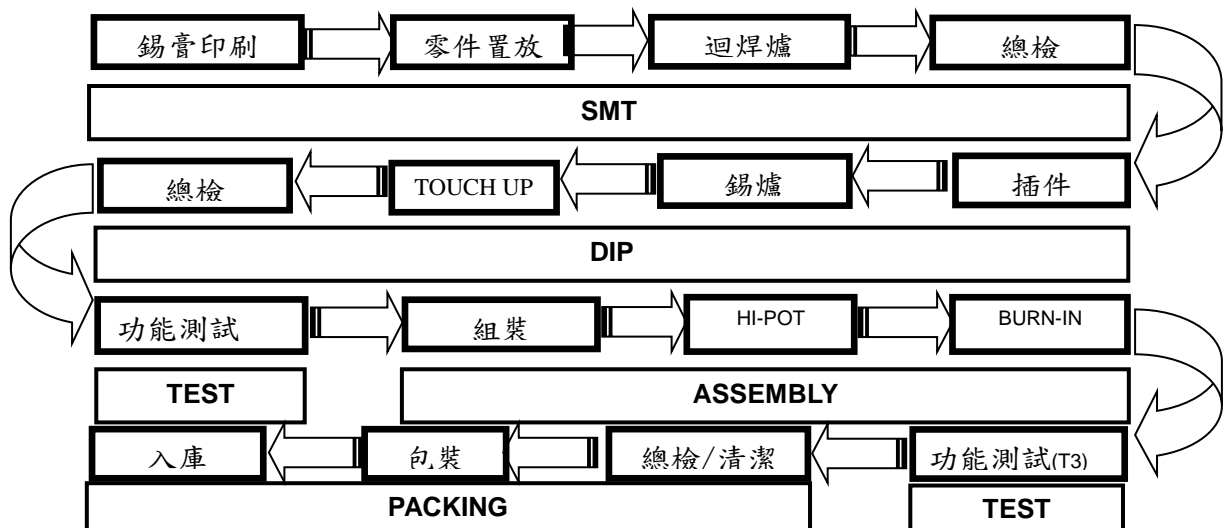 錫膏印刷 零件置放 迴焊爐 總檢
SMT
總檢 TOUCH UP 錫爐 插件
DIP
功能測試 組裝 HI-POT BURN-IN
TEST ASSEMBLY
入庫 包裝 總檢/清潔 功能測試(T3)
PACKING TEST